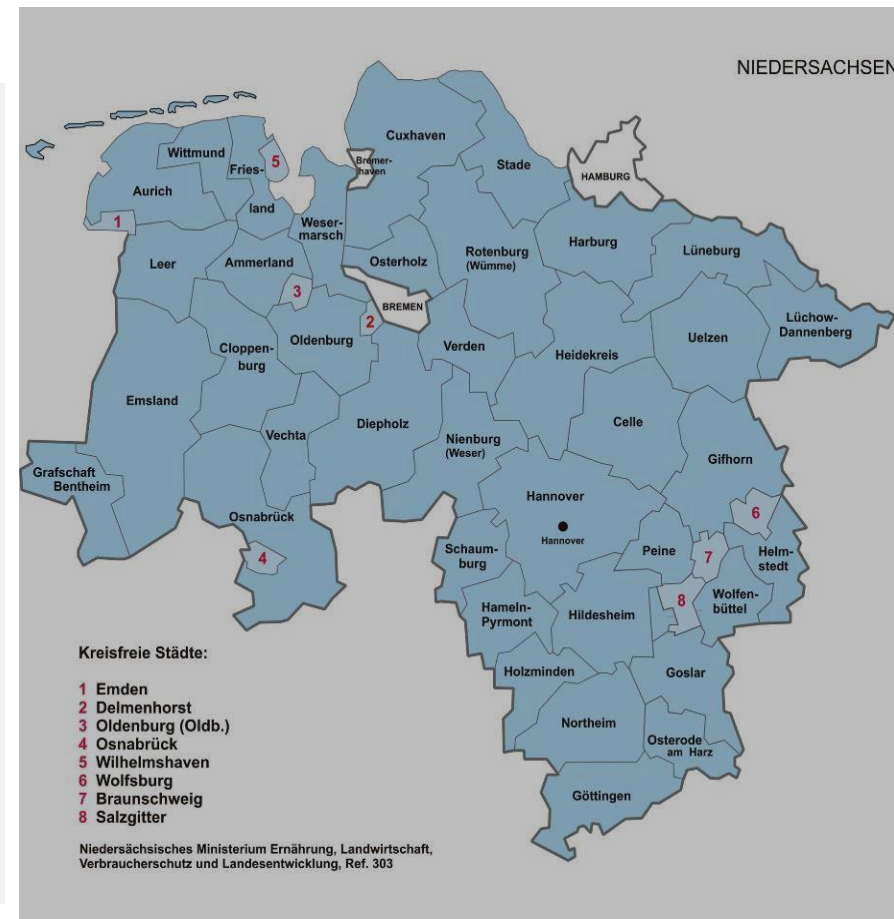 NIEDERSACHSEN
Cuxhaven
Wittmund
5
Bremer-
haven
Stade
Fries-
HAMBURG
Aurich
land
1
Weser-
marsch
Harburg
Lüneburg
Rotenburg
(Wümme)
Leer
Ammerland
Osterholz
3
BREMEN
Lüchow-
Dannenberg
2
Oldenburg
Uelzen
Cloppen-
burg
Verden
Heidekreis
Emsland
Diepholz
Celle
Vechta
Nienburg
(Weser)
Gifhorn
Grafschaft
Bentheim
Hannover
Osnabrück
6
Hannover
4
Schaum-
burg
Peine
7
Helm-
stedt
8
Wolfen-
büttel
Hameln-
Pyrmont
Hildesheim
Holzminden
Goslar
Northeim
Osterode
am Harz
Göttingen
Kreisfreie Städte:
1 Emden
2 Delmenhorst
3 Oldenburg (Oldb.)
4 Osnabrück
5 Wilhelmshaven
6 Wolfsburg
7 Braunschweig
8 Salzgitter
Niedersächsisches Ministerium Ernährung, Landwirtschaft,
Verbraucherschutz und Landesentwicklung, Ref. 303